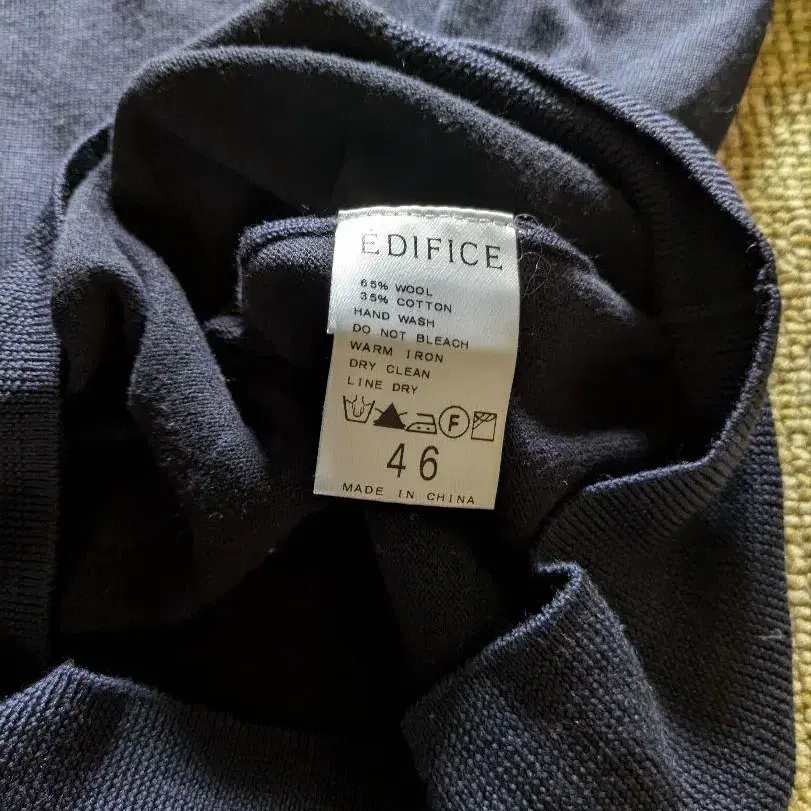 ÉDIFICE
65% WOOL
35% COTTON
HAND WASH
DO NOT BLEACH
WARM IRON
DRY CLEAN
LINE DRY
F
46
MADE IN CHINA